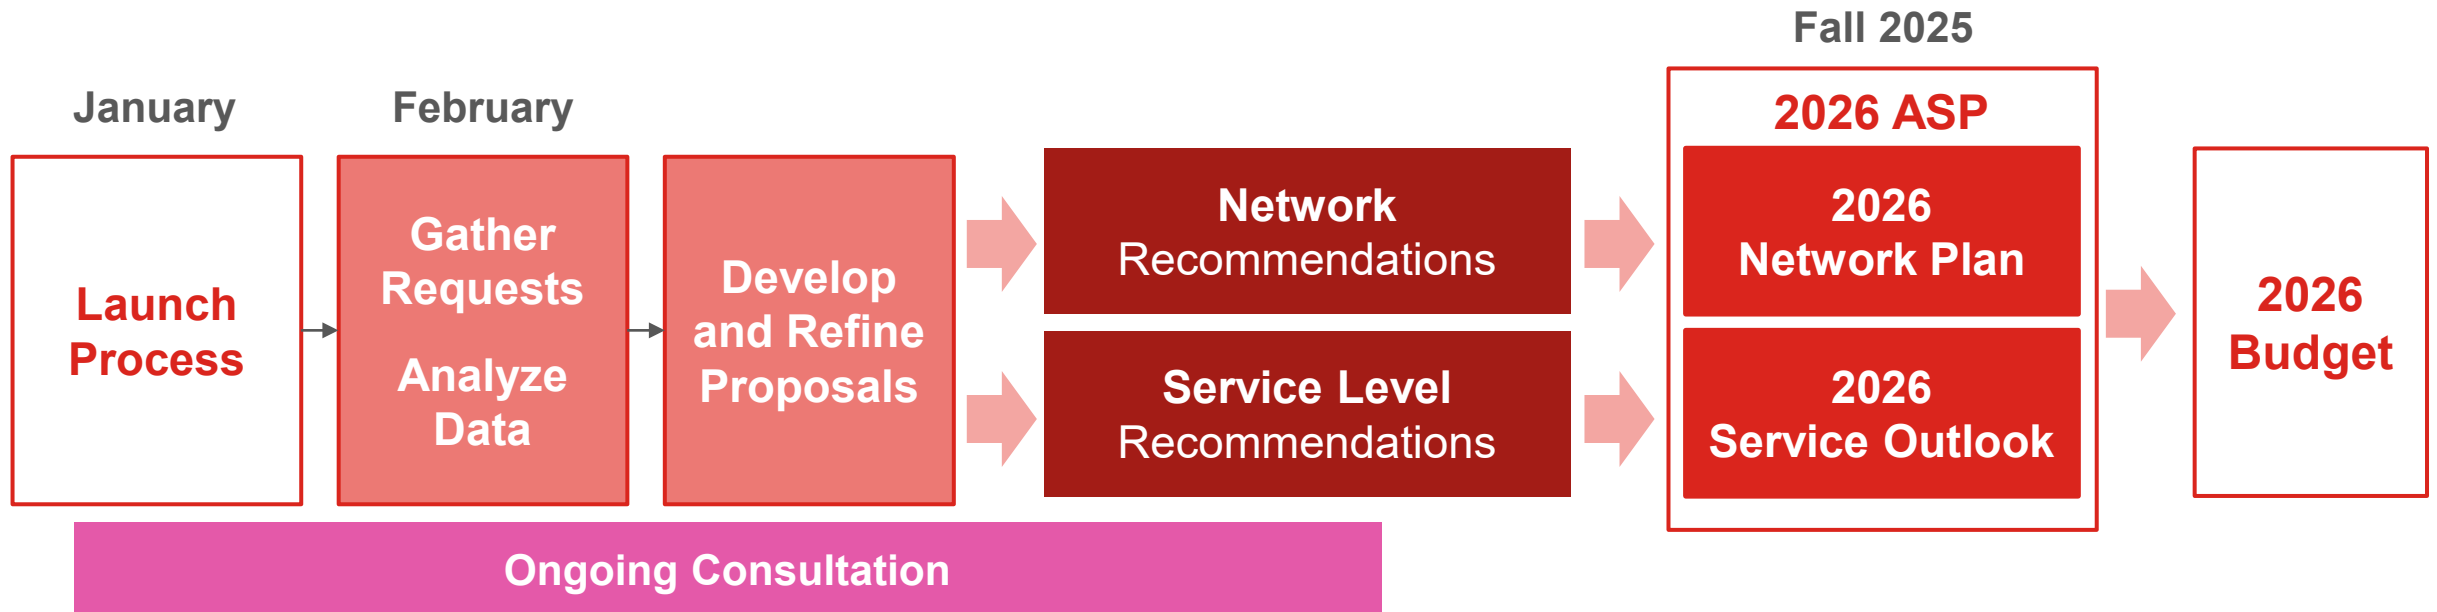 January
Launch
Process
February
Gather
Requests
Analyze
Data
Develop
and Refine
Proposals
Network
Recommendations
Service Level
Recommendations
Fall 2025
2026 ASP
2026
Network Plan
2026
Service Outlook
2026
Budget
Ongoing Consultation